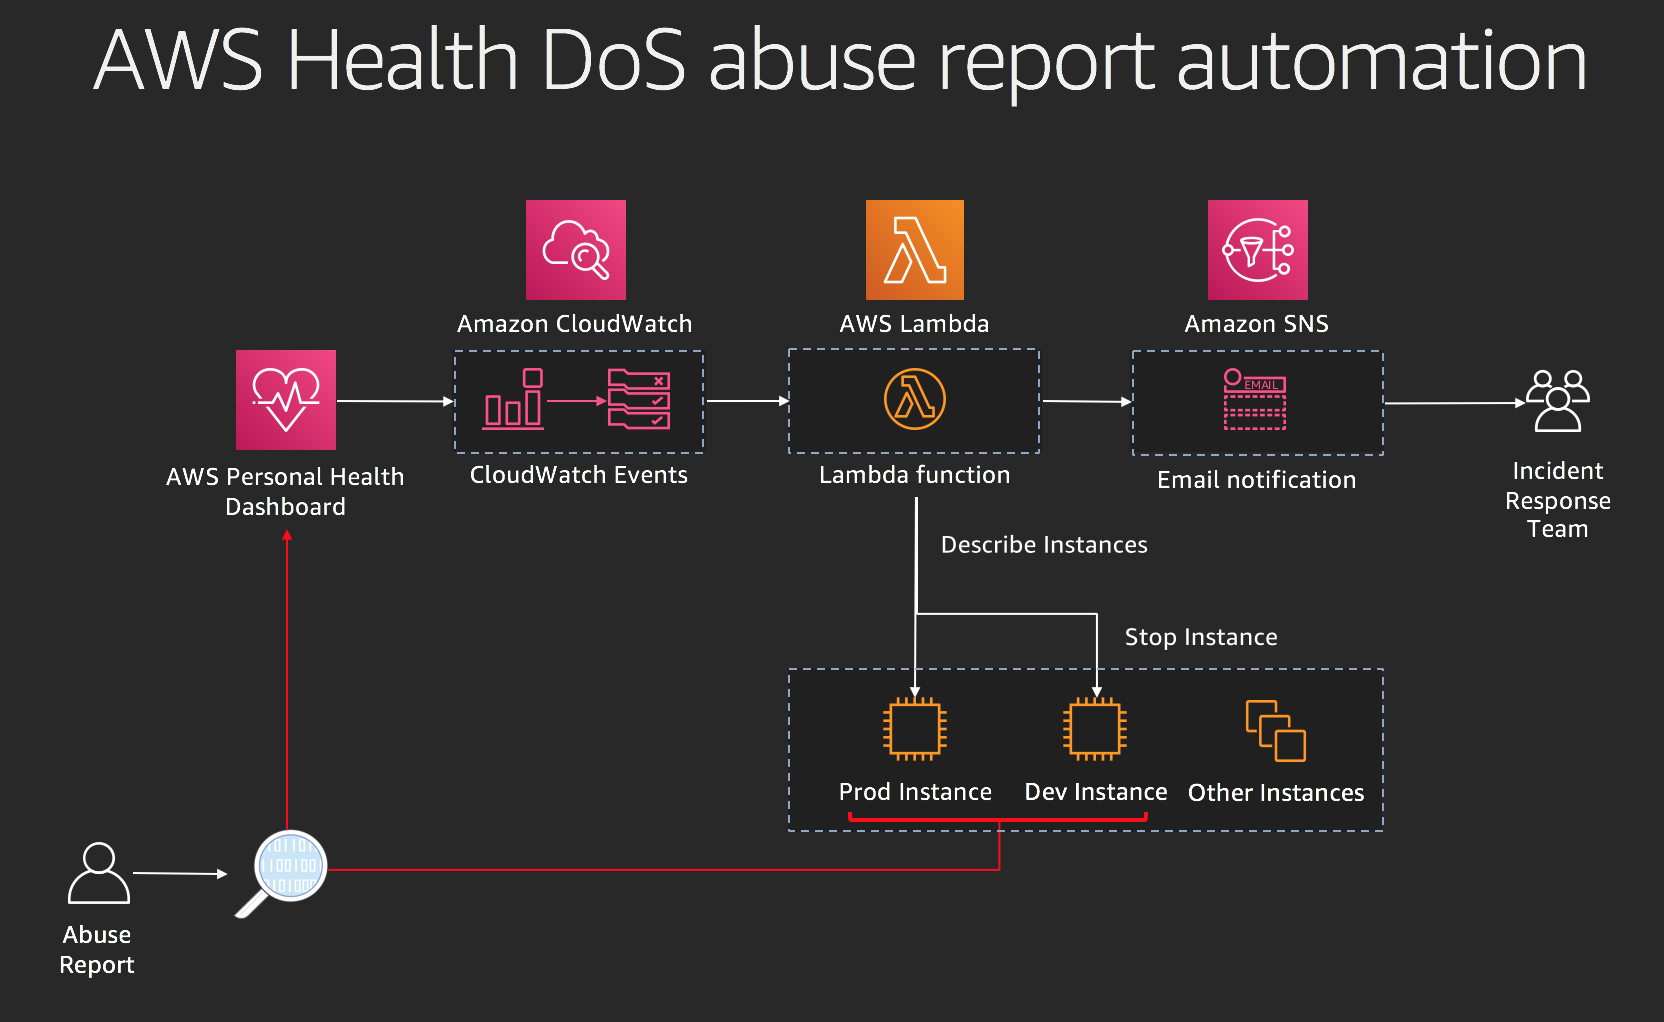 AWS Health DoS abuse report automation
Amazon CloudWatch
AWS Lambda
Amazon SNS
EMAIL
AWS Personal Health
Dashboard
CloudWatch Events
Lambda function
Email notification
Incident
Response
Team
Describe Instances
Stop Instance
Prod Instance
Dev Instance
Other Instances
Abuse
Report